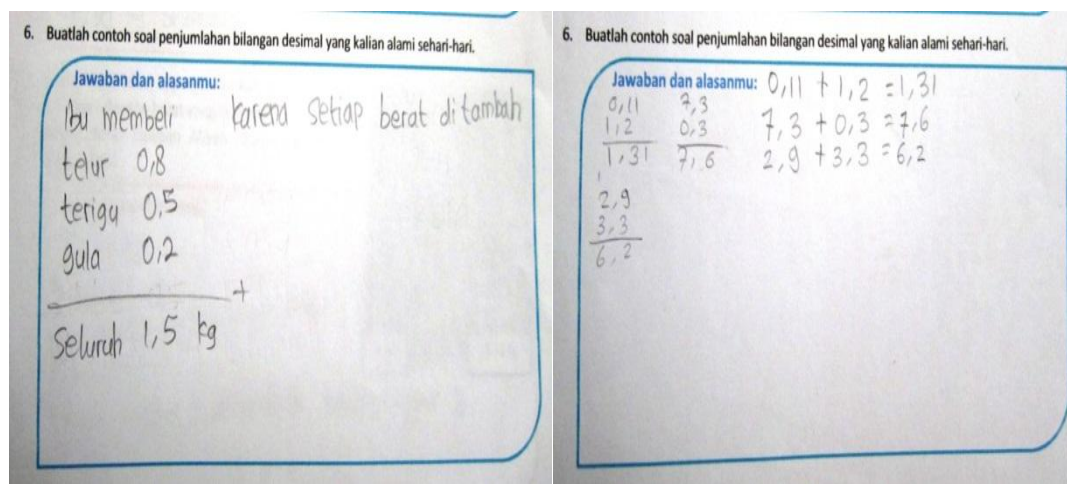 6. Buatlah contoh soal penjumlahan bilangan desimal yang kalian alami sehari-hari.
Jawaban dan alasanmu:
Ibu membeli karena setiap berat ditambah
telur 0,8
terigu 0,5
gula 0,2
+
Seluruh 1,5 kg
6. Buatlah contoh soal penjumlahan bilangan desimal yang kalian alami sehari-hari.
Jawaban dan alasanmu: 0,11 + 1,2 = 1,31
0,11 7,3 7,3 + 0,3 = 7,6
1,2 0,3 2,9 + 3,3 = 6,2
1,31 7,6
1
2,9
3,3
6,2